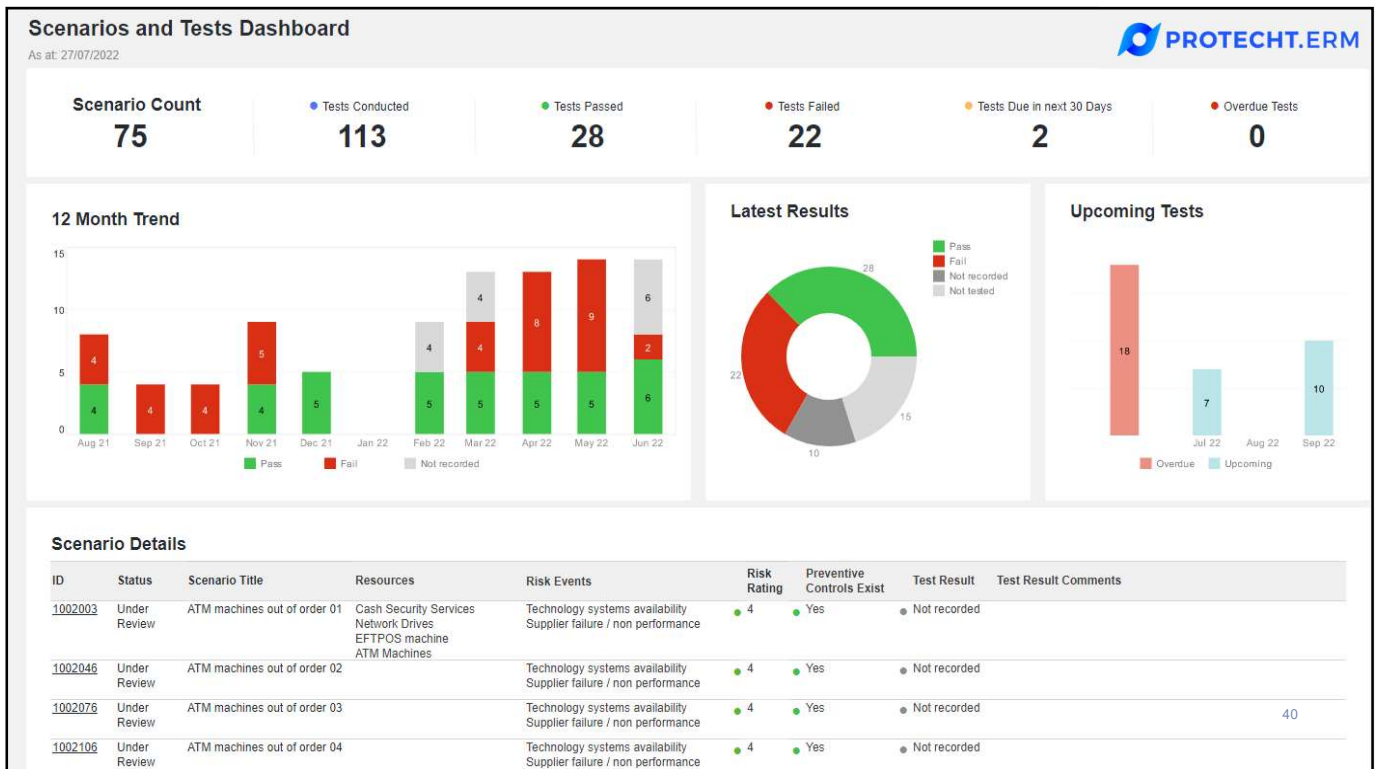 Scenarios and Tests Dashboard
As at: 27/07/2022
PROTECHT.ERM
Scenario Count
75
Tests Conducted
113
Tests Passed
28
Tests Failed
22
Tests Due in next 30 Days
2
Overdue Tests
0
12 Month Trend
15
10
5
0
4
4
4
4
5
4
5
4
5
4
4
5
8
5
9
5
6
2
6
Aug 21 Sep 21 Oct 21 Nov 21 Dec 21 Jan 22 Feb 22 Mar 22 Apr 22 May 22 Jun 22
Pass Fail Not recorded
Latest Results
Pass
Fail
Not recorded
Not tested
28
22
15
10
Upcoming Tests
18
7
10
Jul 22 Aug 22 Sep 22
Overdue Upcoming
Scenario Details
ID Status Scenario Title Resources Risk Events Risk Rating Preventive Controls Exist Test Result Test Result Comments
1002003 Under Review ATM machines out of order 01 Cash Security Services Technology systems availability 4 Yes Not recorded
Network Drives Supplier failure / non performance
EFTPOS machine
ATM Machines
1002046 Under Review ATM machines out of order 02 Technology systems availability 4 Yes Not recorded
Supplier failure / non performance
1002076 Under Review ATM machines out of order 03 Technology systems availability 4 Yes Not recorded
Supplier failure / non performance
40
1002106 Under Review ATM machines out of order 04 Technology systems availability 4 Yes Not recorded
Supplier failure / non performance